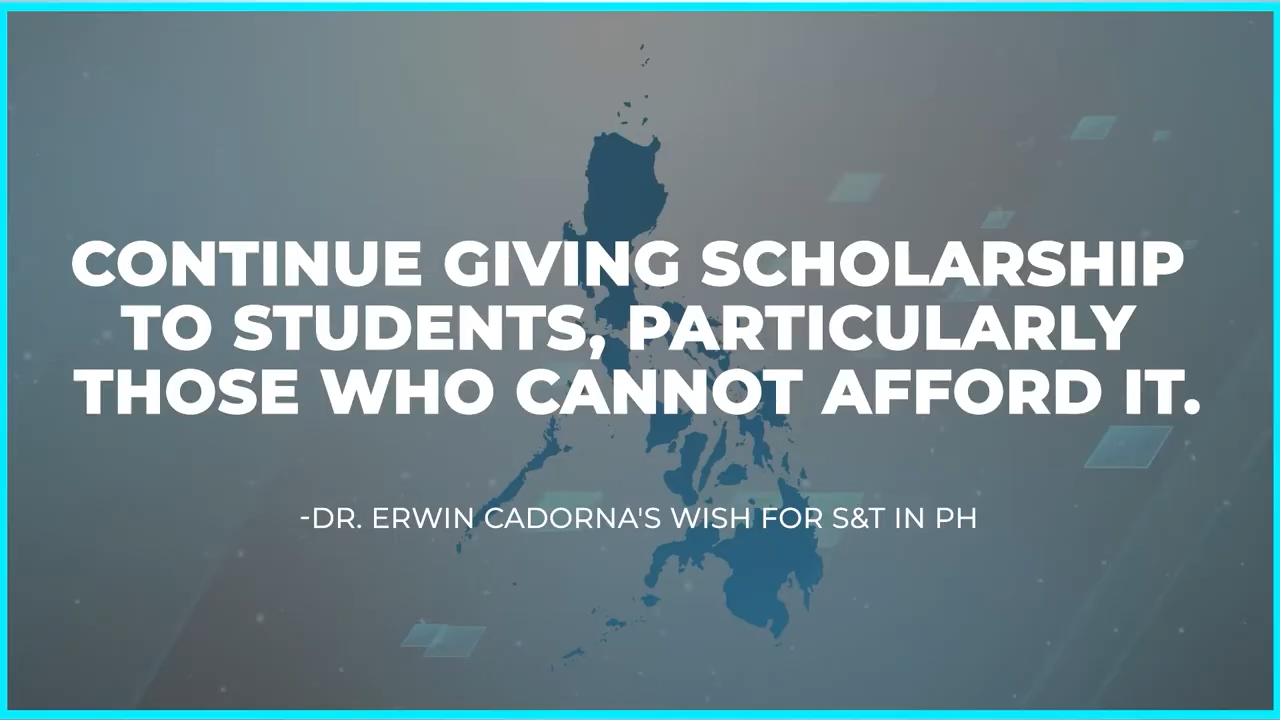 CONTINUE GIVING SCHOLARSHIP
TO STUDENTS, PARTICULARLY
THOSE WHO CANNOT AFFORD IT.
-DR. ERWIN CADORNA'S WISH FOR S&T IN PH